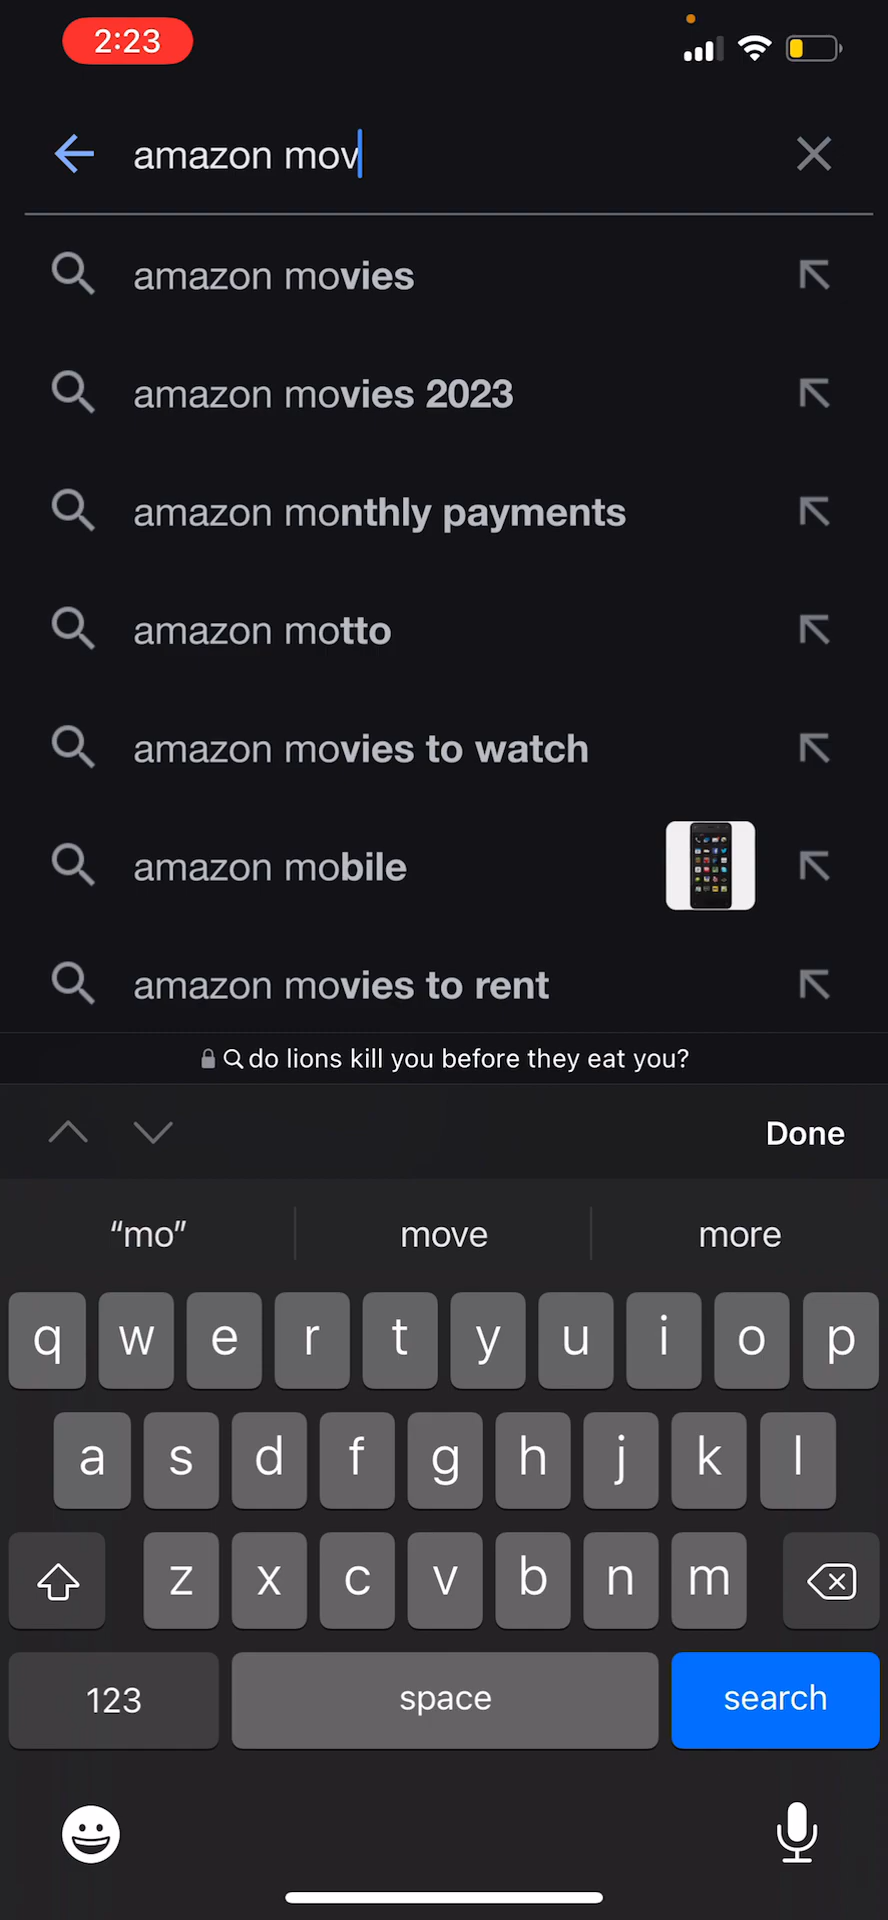 2:23
amazon mov
amazon movies
amazon movies 2023
amazon monthly payments
amazon motto
amazon movies to watch
amazon mobile
amazon movies to rent
do lions kill you before they eat you?
Done
“mo” move more
q w e r t y u i o p
a s d f g h j k l
z x c v b n m
123 space search